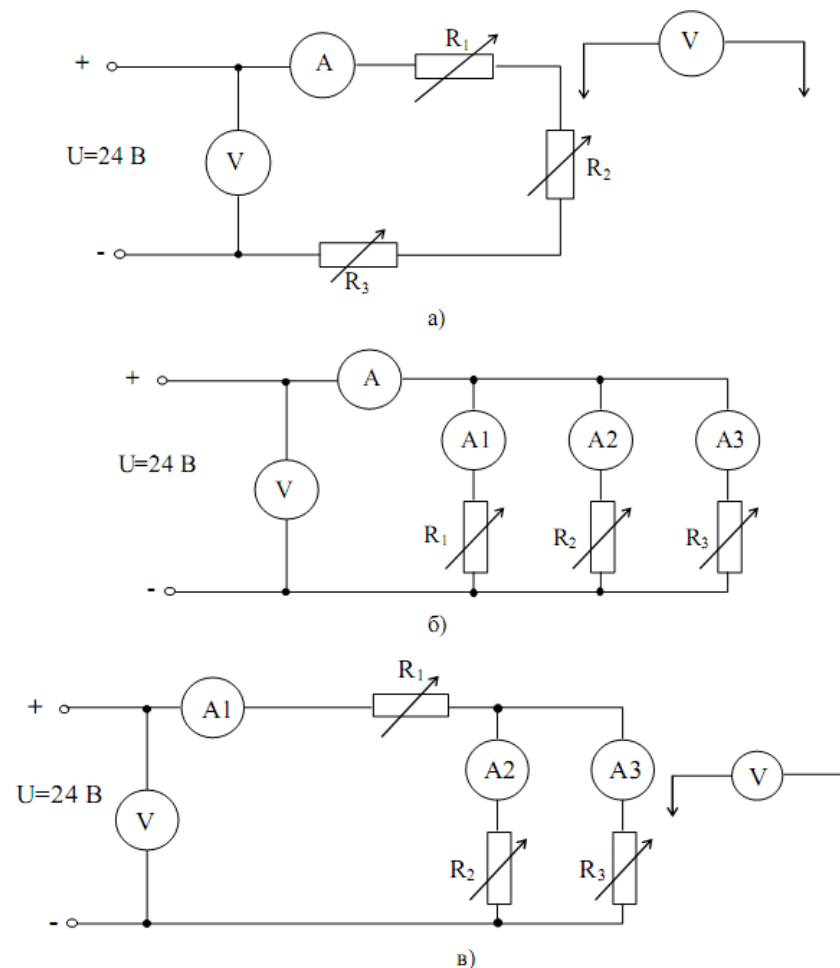 R₁
V
+
A
U=24 В
V
R₂
-
R₃
а)
+
A
A1
A2
A3
U=24 В
V
R₁
R₂
R₃
-
б)
R₁
+
A1
A2
A3
V
U=24 В
V
R₂
R₃
-
в)